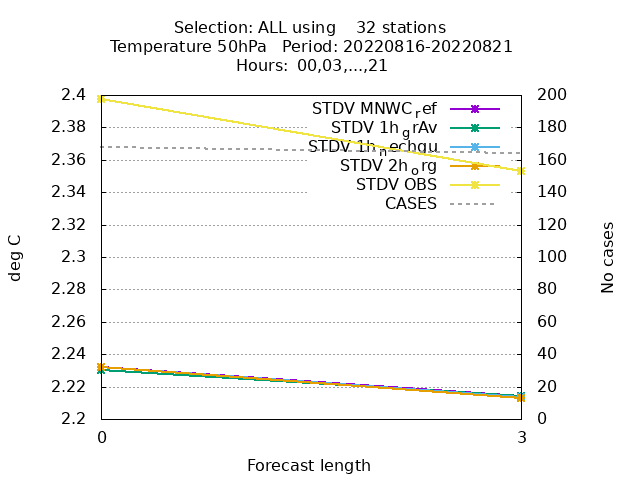 Selection: ALL using 32 stations
Temperature 50hPa Period: 20220816-20220821
Hours: 00,03,...,21
2.4
2.38
2.36
2.34
2.32
2.3
2.28
2.26
2.24
2.22
2.2
deg C
STDV MNWC_ref
STDV 1h_grAv
STDV 1h_nechgu
STDV 2h_org
STDV OBS
CASES
200
180
160
140
120
100
80
60
40
20
0
No cases
0 3
Forecast length